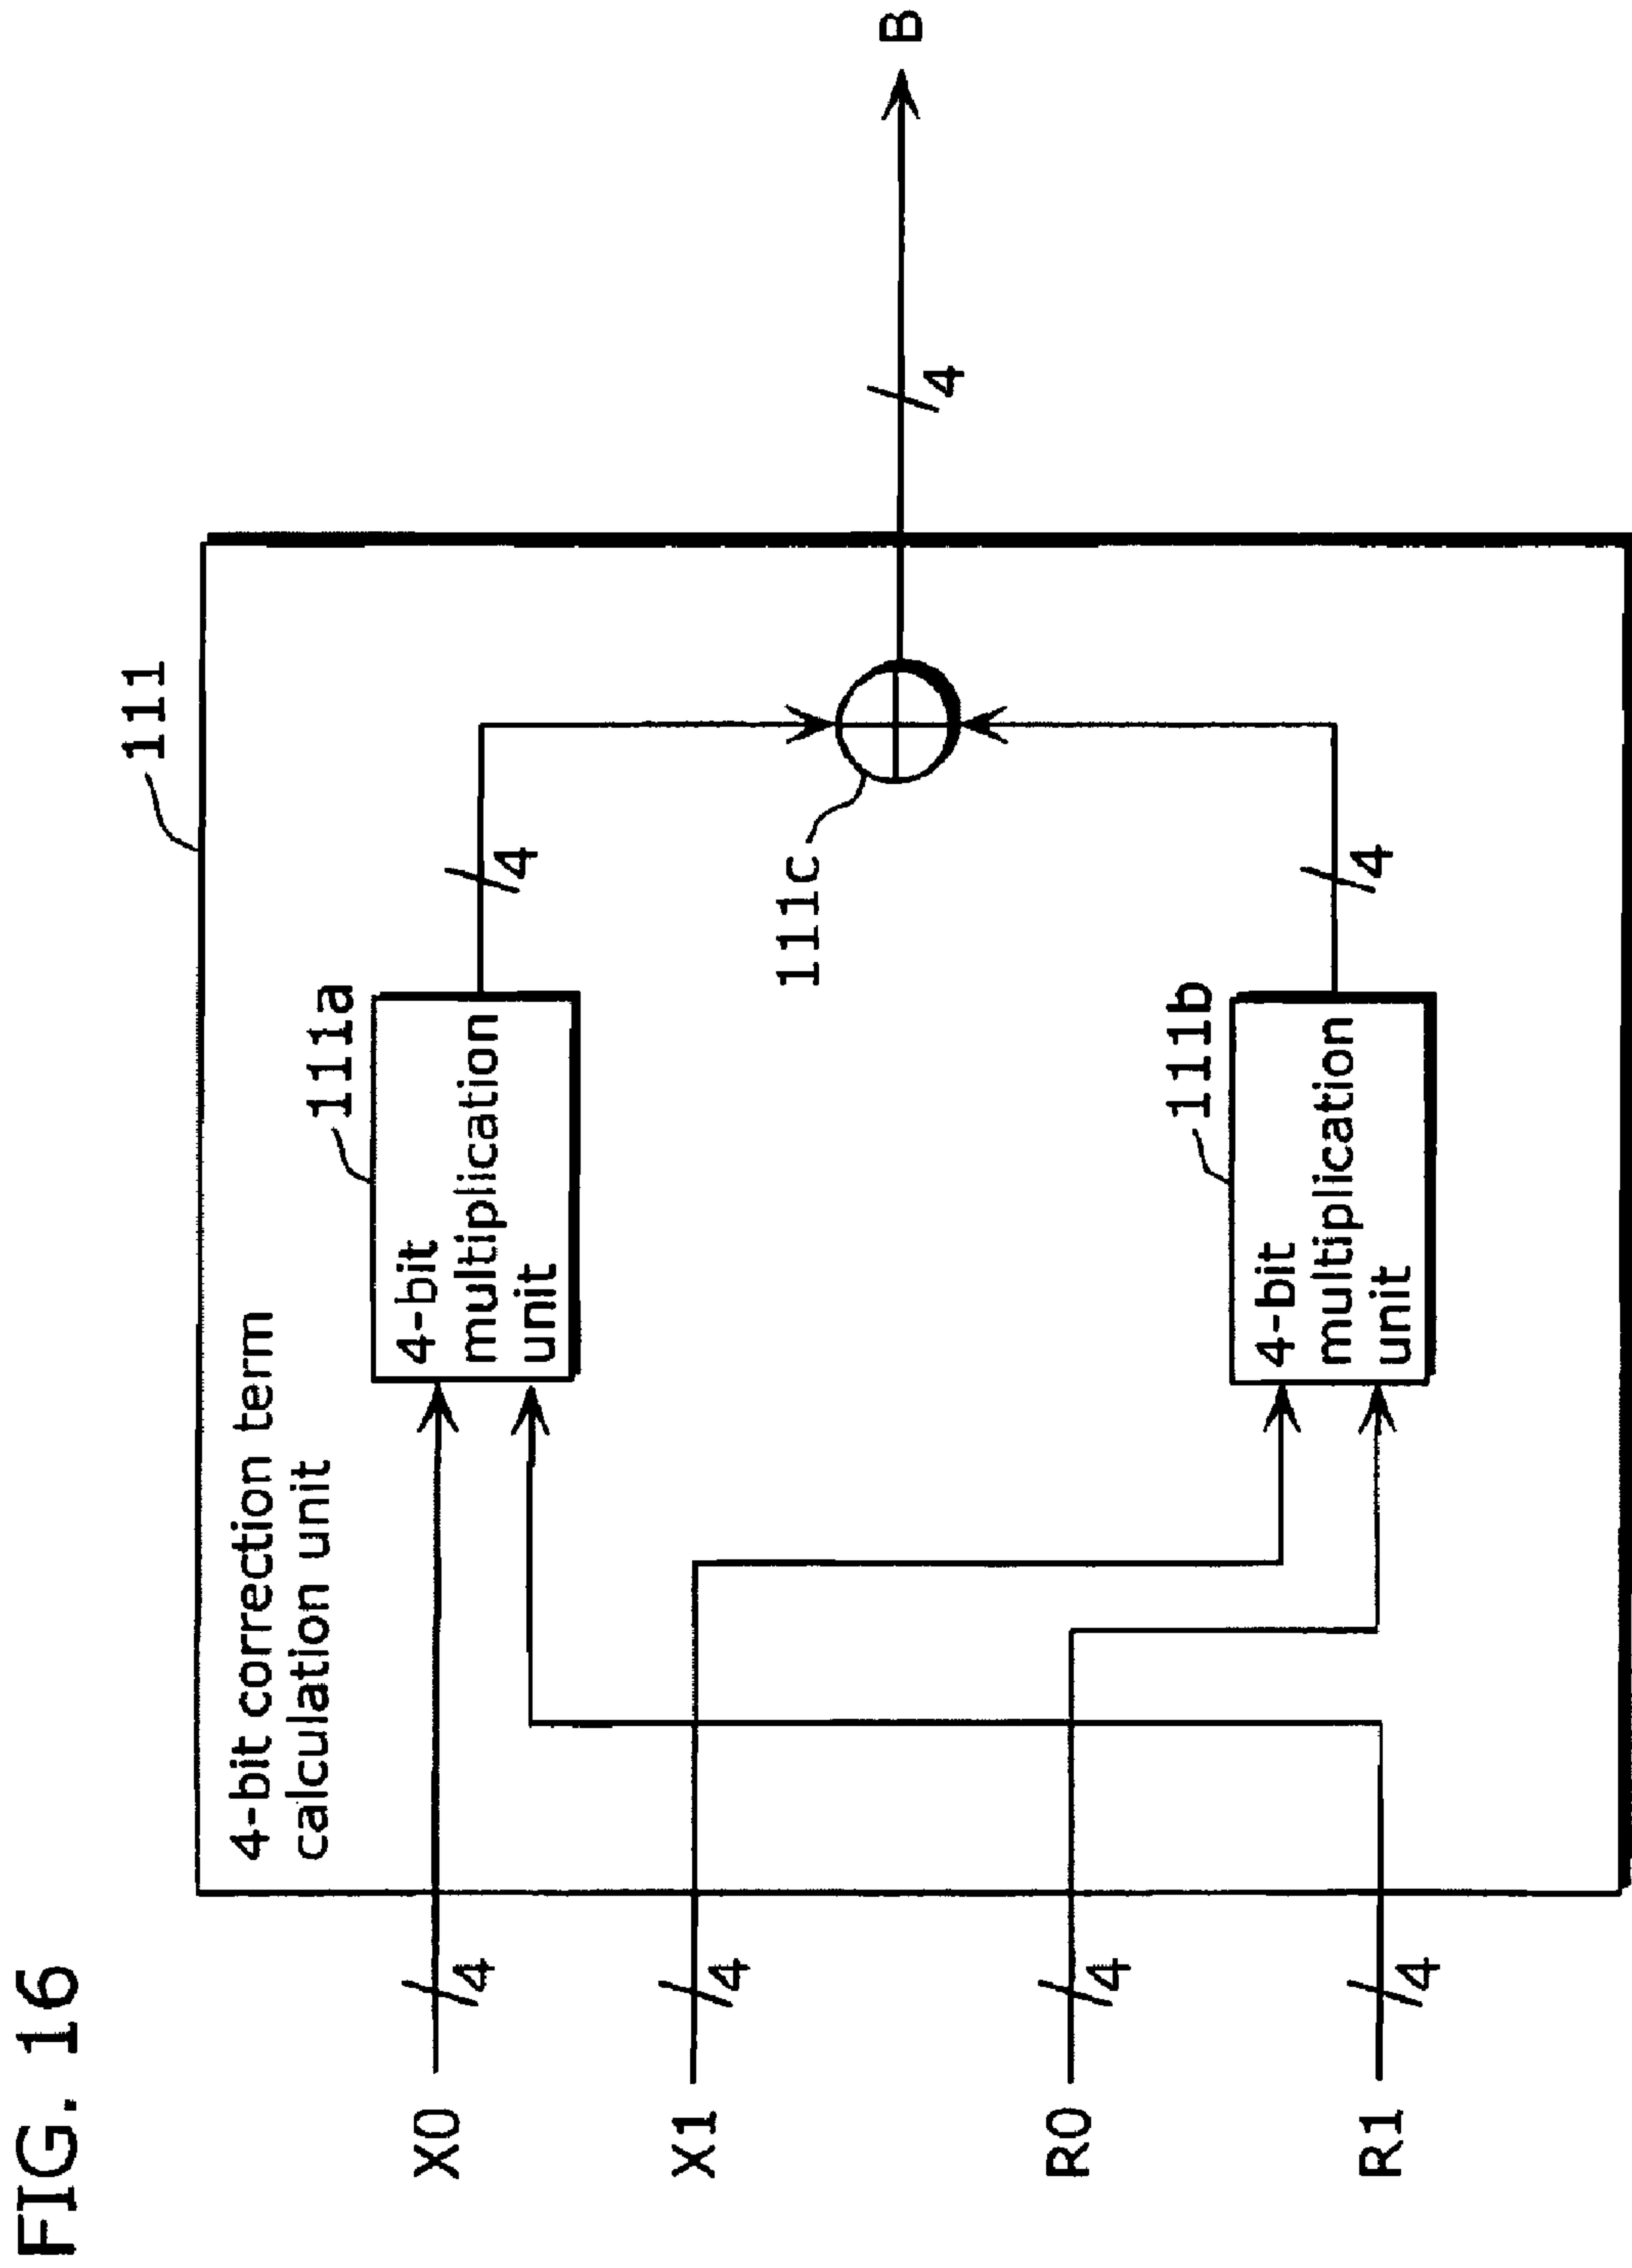 FIG. 16
111
4-bit correction term
calculation unit
X0
4
X1
4
R0
4
R1
4
111a
4-bit
multiplication
unit
4
111b
4-bit
multiplication
unit
4
111c
4
B